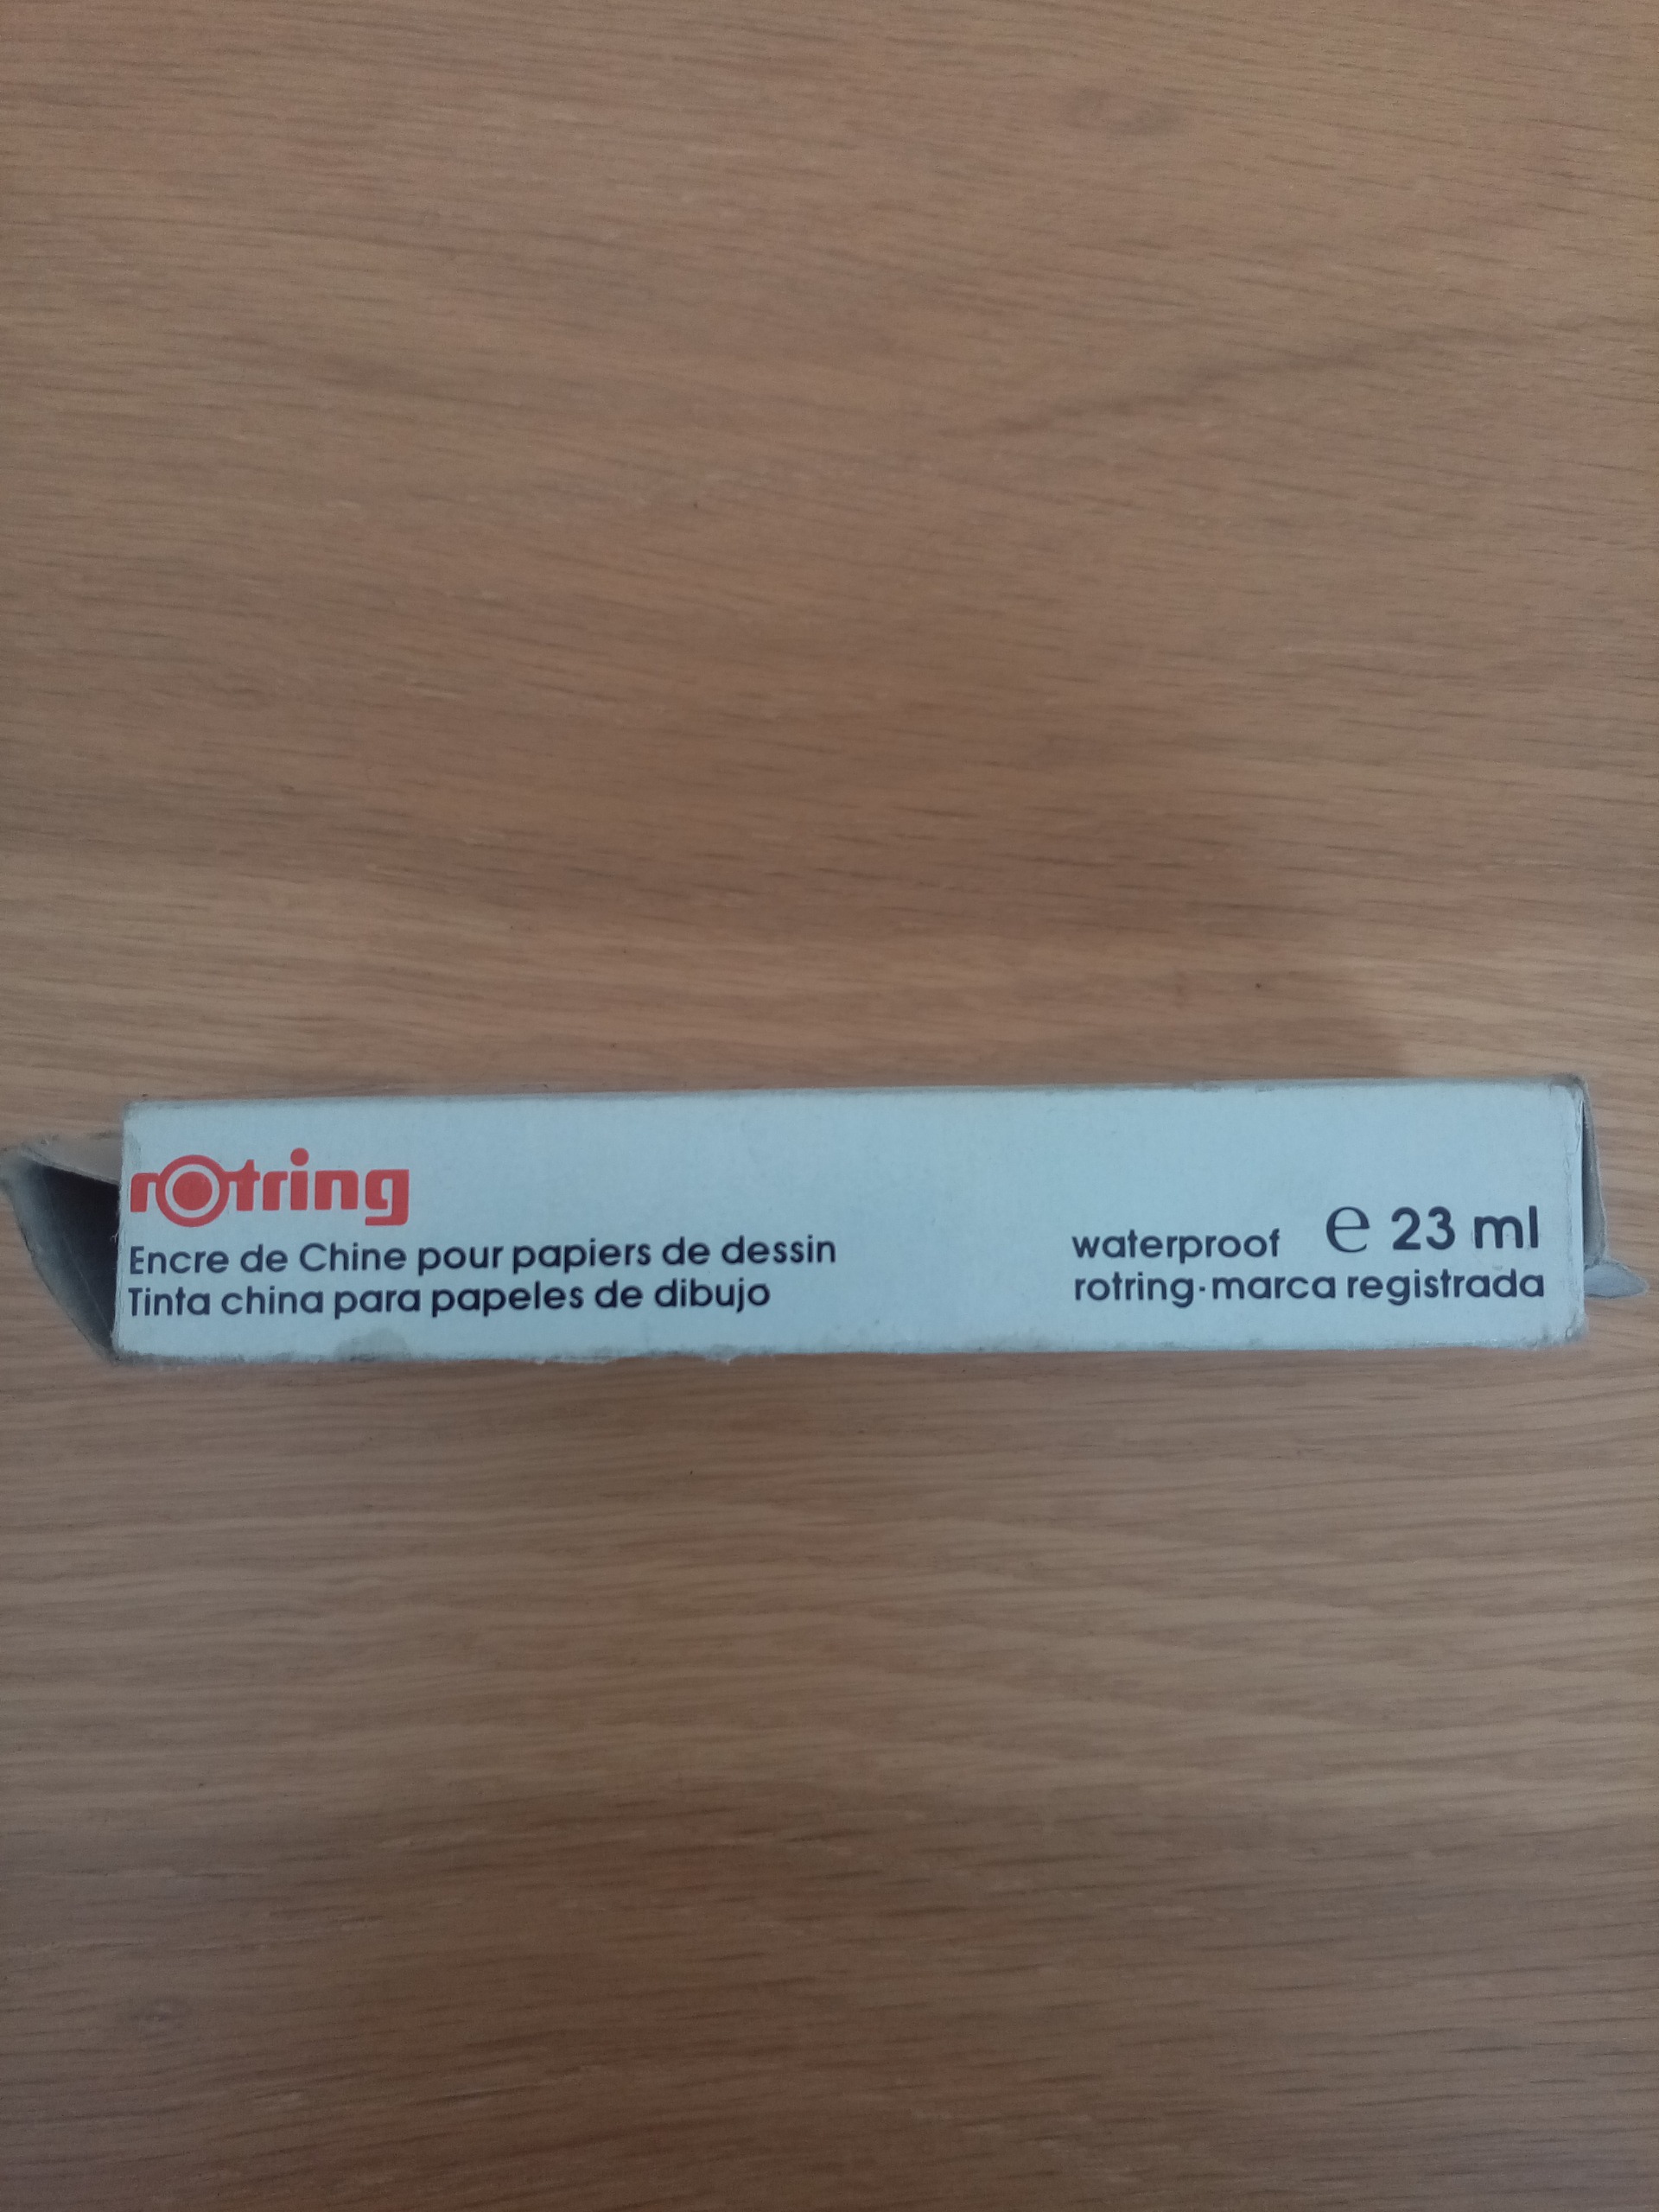 rotring
Encre de Chine pour papiers de dessin
Tinta china para papeles de dibujo
waterproof ℮ 23 ml
rotring·marca registrada